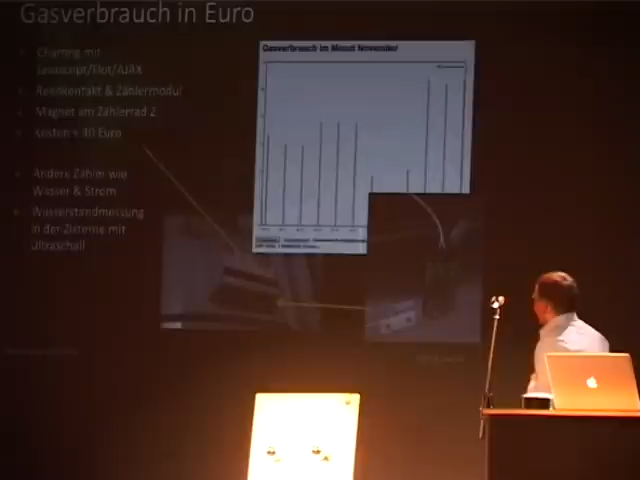 Gasverbrauch in Euro
Charting mit
Javascript/Flot/AJAX
Reedkontakt & Zählermodul
Magnet am Zählerrad 2
Kosten < 40 Euro
Andere Zähler wie
Wasser & Strom
Wasserstandmessung
in der Zisterne mit
Ultraschall
Gasverbrauch im Monat November